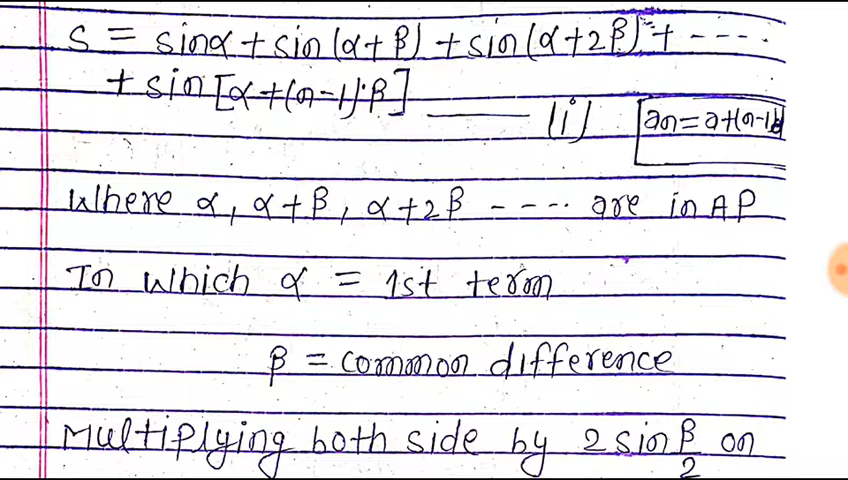 S = sinα + sin(α+β) + sin(α+2β) + ----
+ sin[α+(n-1)·β] ——— (i)
an = a+(n-1)d
Where α, α+β, α+2β ---- are in AP
In which α = 1st term
β = common difference
Multiplying both side by 2 sin β/2 on